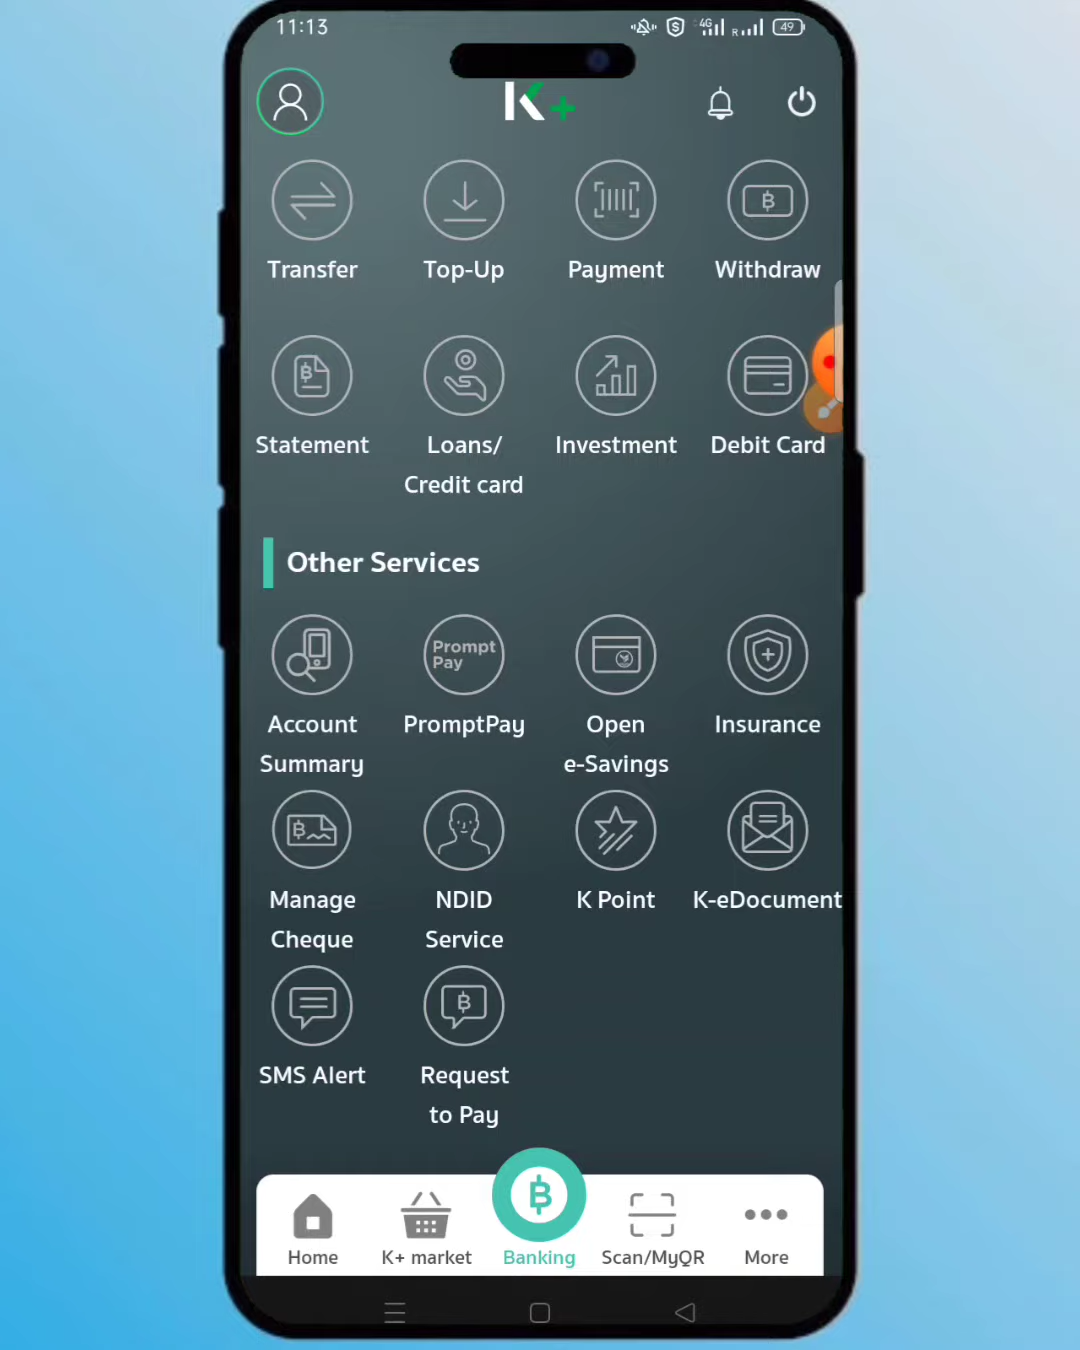 11:13
4G
R
49
K+
Transfer
Top-Up
Payment
Withdraw
Statement
Loans/
Credit card
Investment
Debit Card
Other Services
Prompt
Pay
Account
Summary
PromptPay
Open
e-Savings
Insurance
Manage
Cheque
NDID
Service
K Point
K-eDocument
SMS Alert
Request
to Pay
Home
K+ market
Banking
Scan/MyQR
More